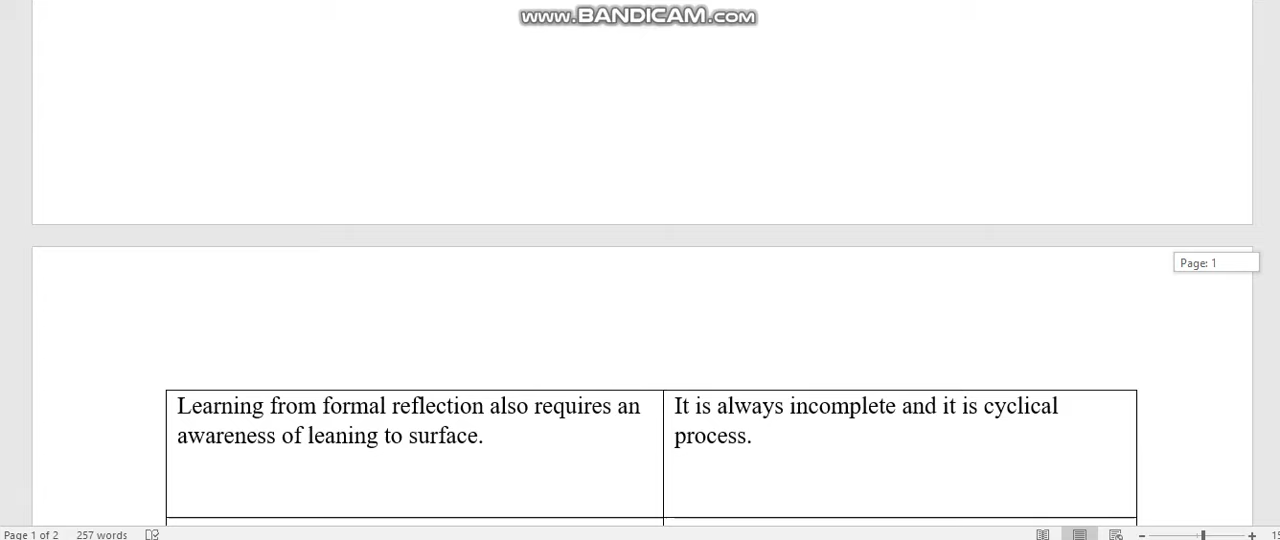 www.BANDICAM.com
Page: 1
Learning from formal reflection also requires an
awareness of leaning to surface.
It is always incomplete and it is cyclical
process.
Page 1 of 2 257 words